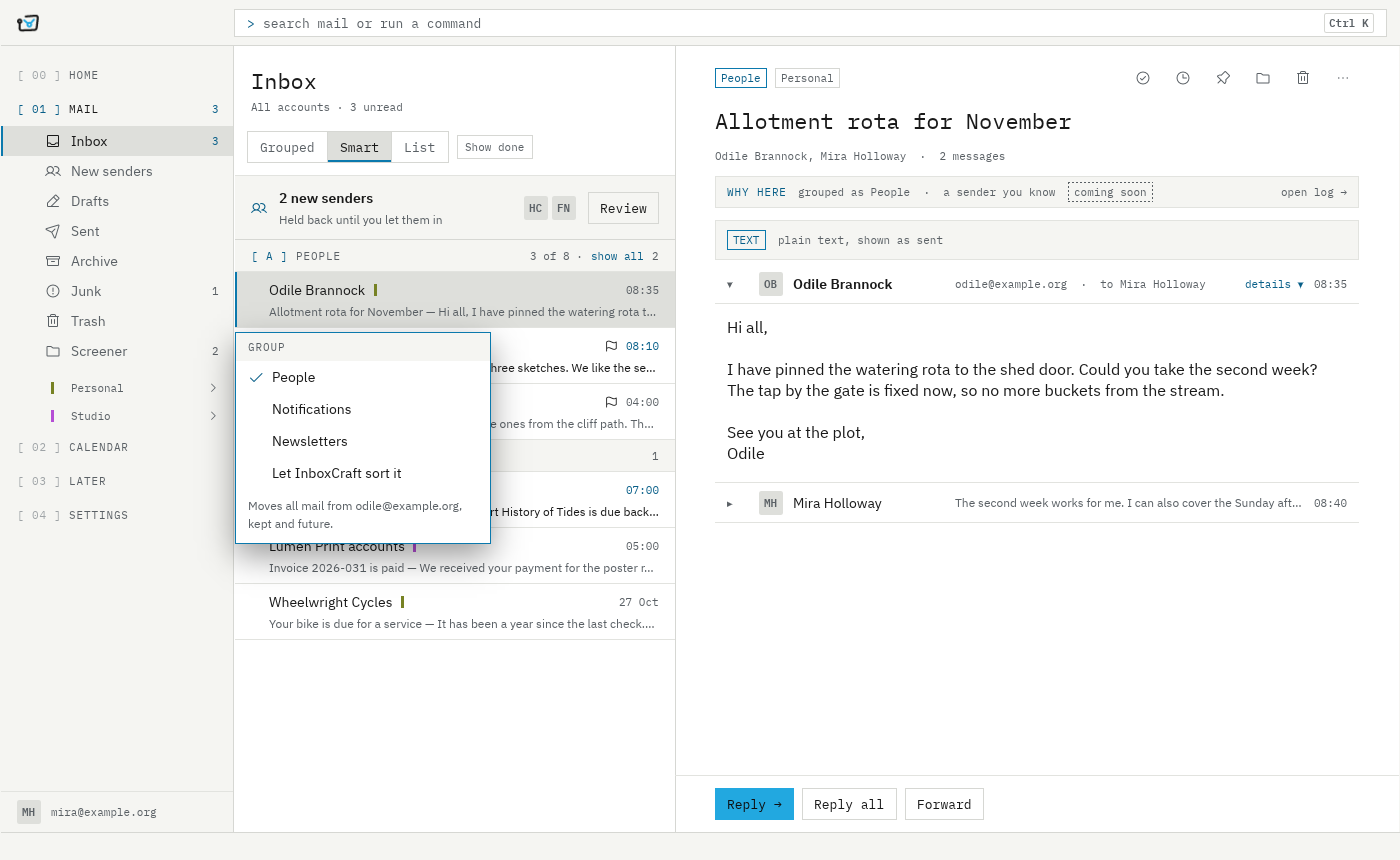 > search mail or run a command
Ctrl K
[ 00 ] HOME
[ 01 ] MAIL 3
Inbox 3
New senders
Drafts
Sent
Archive
Junk 1
Trash
Screener 2
Personal
Studio
[ 02 ] CALENDAR
[ 03 ] LATER
[ 04 ] SETTINGS
MH mira@example.org
Inbox
All accounts · 3 unread
Grouped Smart List Show done
2 new senders
Held back until you let them in
HC FN Review
[ A ] PEOPLE 3 of 8 · show all 2
Odile Brannock 08:35
Allotment rota for November — Hi all, I have pinned the watering rota t…
08:10
hree sketches. We like the se…
04:00
e ones from the cliff path. Th…
1
07:00
rt History of Tides is due back…
GROUP
People
Notifications
Newsletters
Let InboxCraft sort it
Moves all mail from odile@example.org,
kept and future.
Lumen Print accounts 05:00
Invoice 2026-031 is paid — We received your payment for the poster r…
Wheelwright Cycles 27 Oct
Your bike is due for a service — It has been a year since the last check.…
People Personal
Allotment rota for November
Odile Brannock, Mira Holloway · 2 messages
WHY HERE grouped as People · a sender you know coming soon open log →
TEXT plain text, shown as sent
▾ OB Odile Brannock odile@example.org · to Mira Holloway details ▾ 08:35
Hi all,
I have pinned the watering rota to the shed door. Could you take the second week?
The tap by the gate is fixed now, so no more buckets from the stream.
See you at the plot,
Odile
▸ MH Mira Holloway The second week works for me. I can also cover the Sunday aft… 08:40
Reply → Reply all Forward